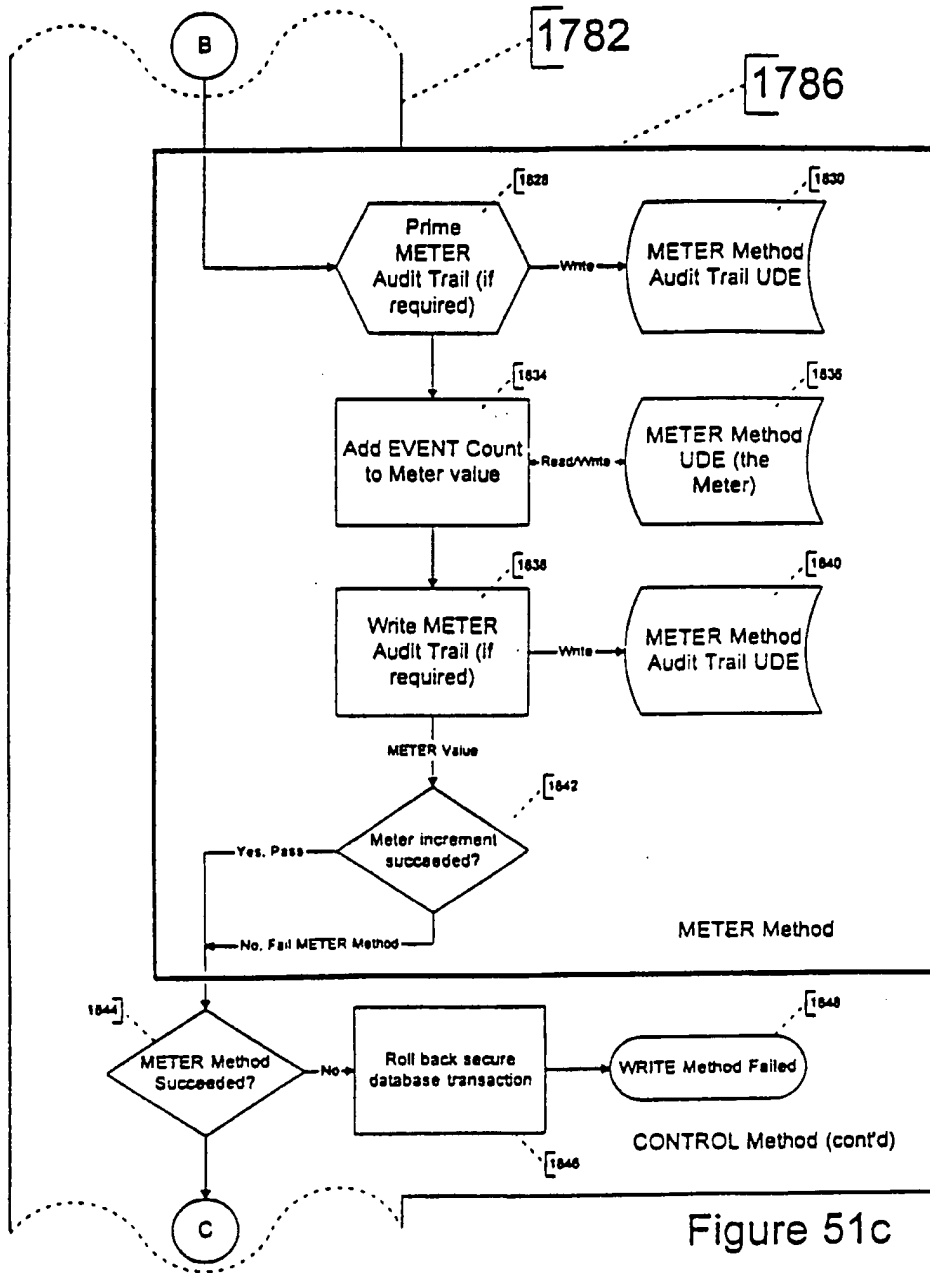 B
1782
1786
1828
Prime
METER
Audit Trail (if
required)
Write
1830
METER Method
Audit Trail UDE
1834
Add EVENT Count
to Meter value
Read/Write
1836
METER Method
UDE (the
Meter)
1838
Write METER
Audit Trail (if
required)
Write
1840
METER Method
Audit Trail UDE
METER Value
1842
Meter increment
succeeded?
Yes, Pass
No, Fail METER Method
METER Method
1844
METER Method
Succeeded?
No
Roll back secure
database transaction
1846
1848
WRITE Method Failed
CONTROL Method (cont'd)
C
Figure 51c